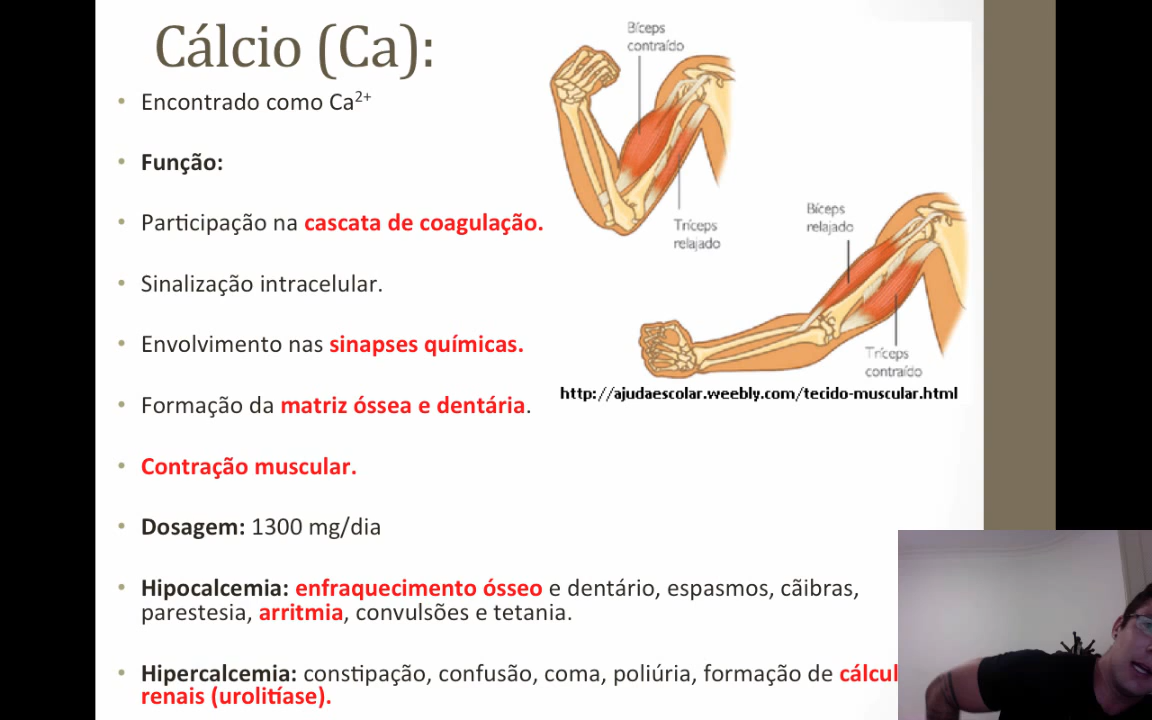 Cálcio (Ca):
• Encontrado como Ca²⁺
• Função:
• Participação na cascata de coagulação.
• Sinalização intracelular.
• Envolvimento nas sinapses químicas.
• Formação da matriz óssea e dentária.
• Contração muscular.
• Dosagem: 1300 mg/dia
• Hipocalcemia: enfraquecimento ósseo e dentário, espasmos, cãibras,
parestesia, arritmia, convulsões e tetania.
• Hipercalcemia: constipação, confusão, coma, poliúria, formação de
renais (urolitíase).
Bíceps
contraído
Tríceps
relajado
Bíceps
relajado
Tríceps
contraído
http://ajudaescolar.weebly.com/tecido-muscular.html